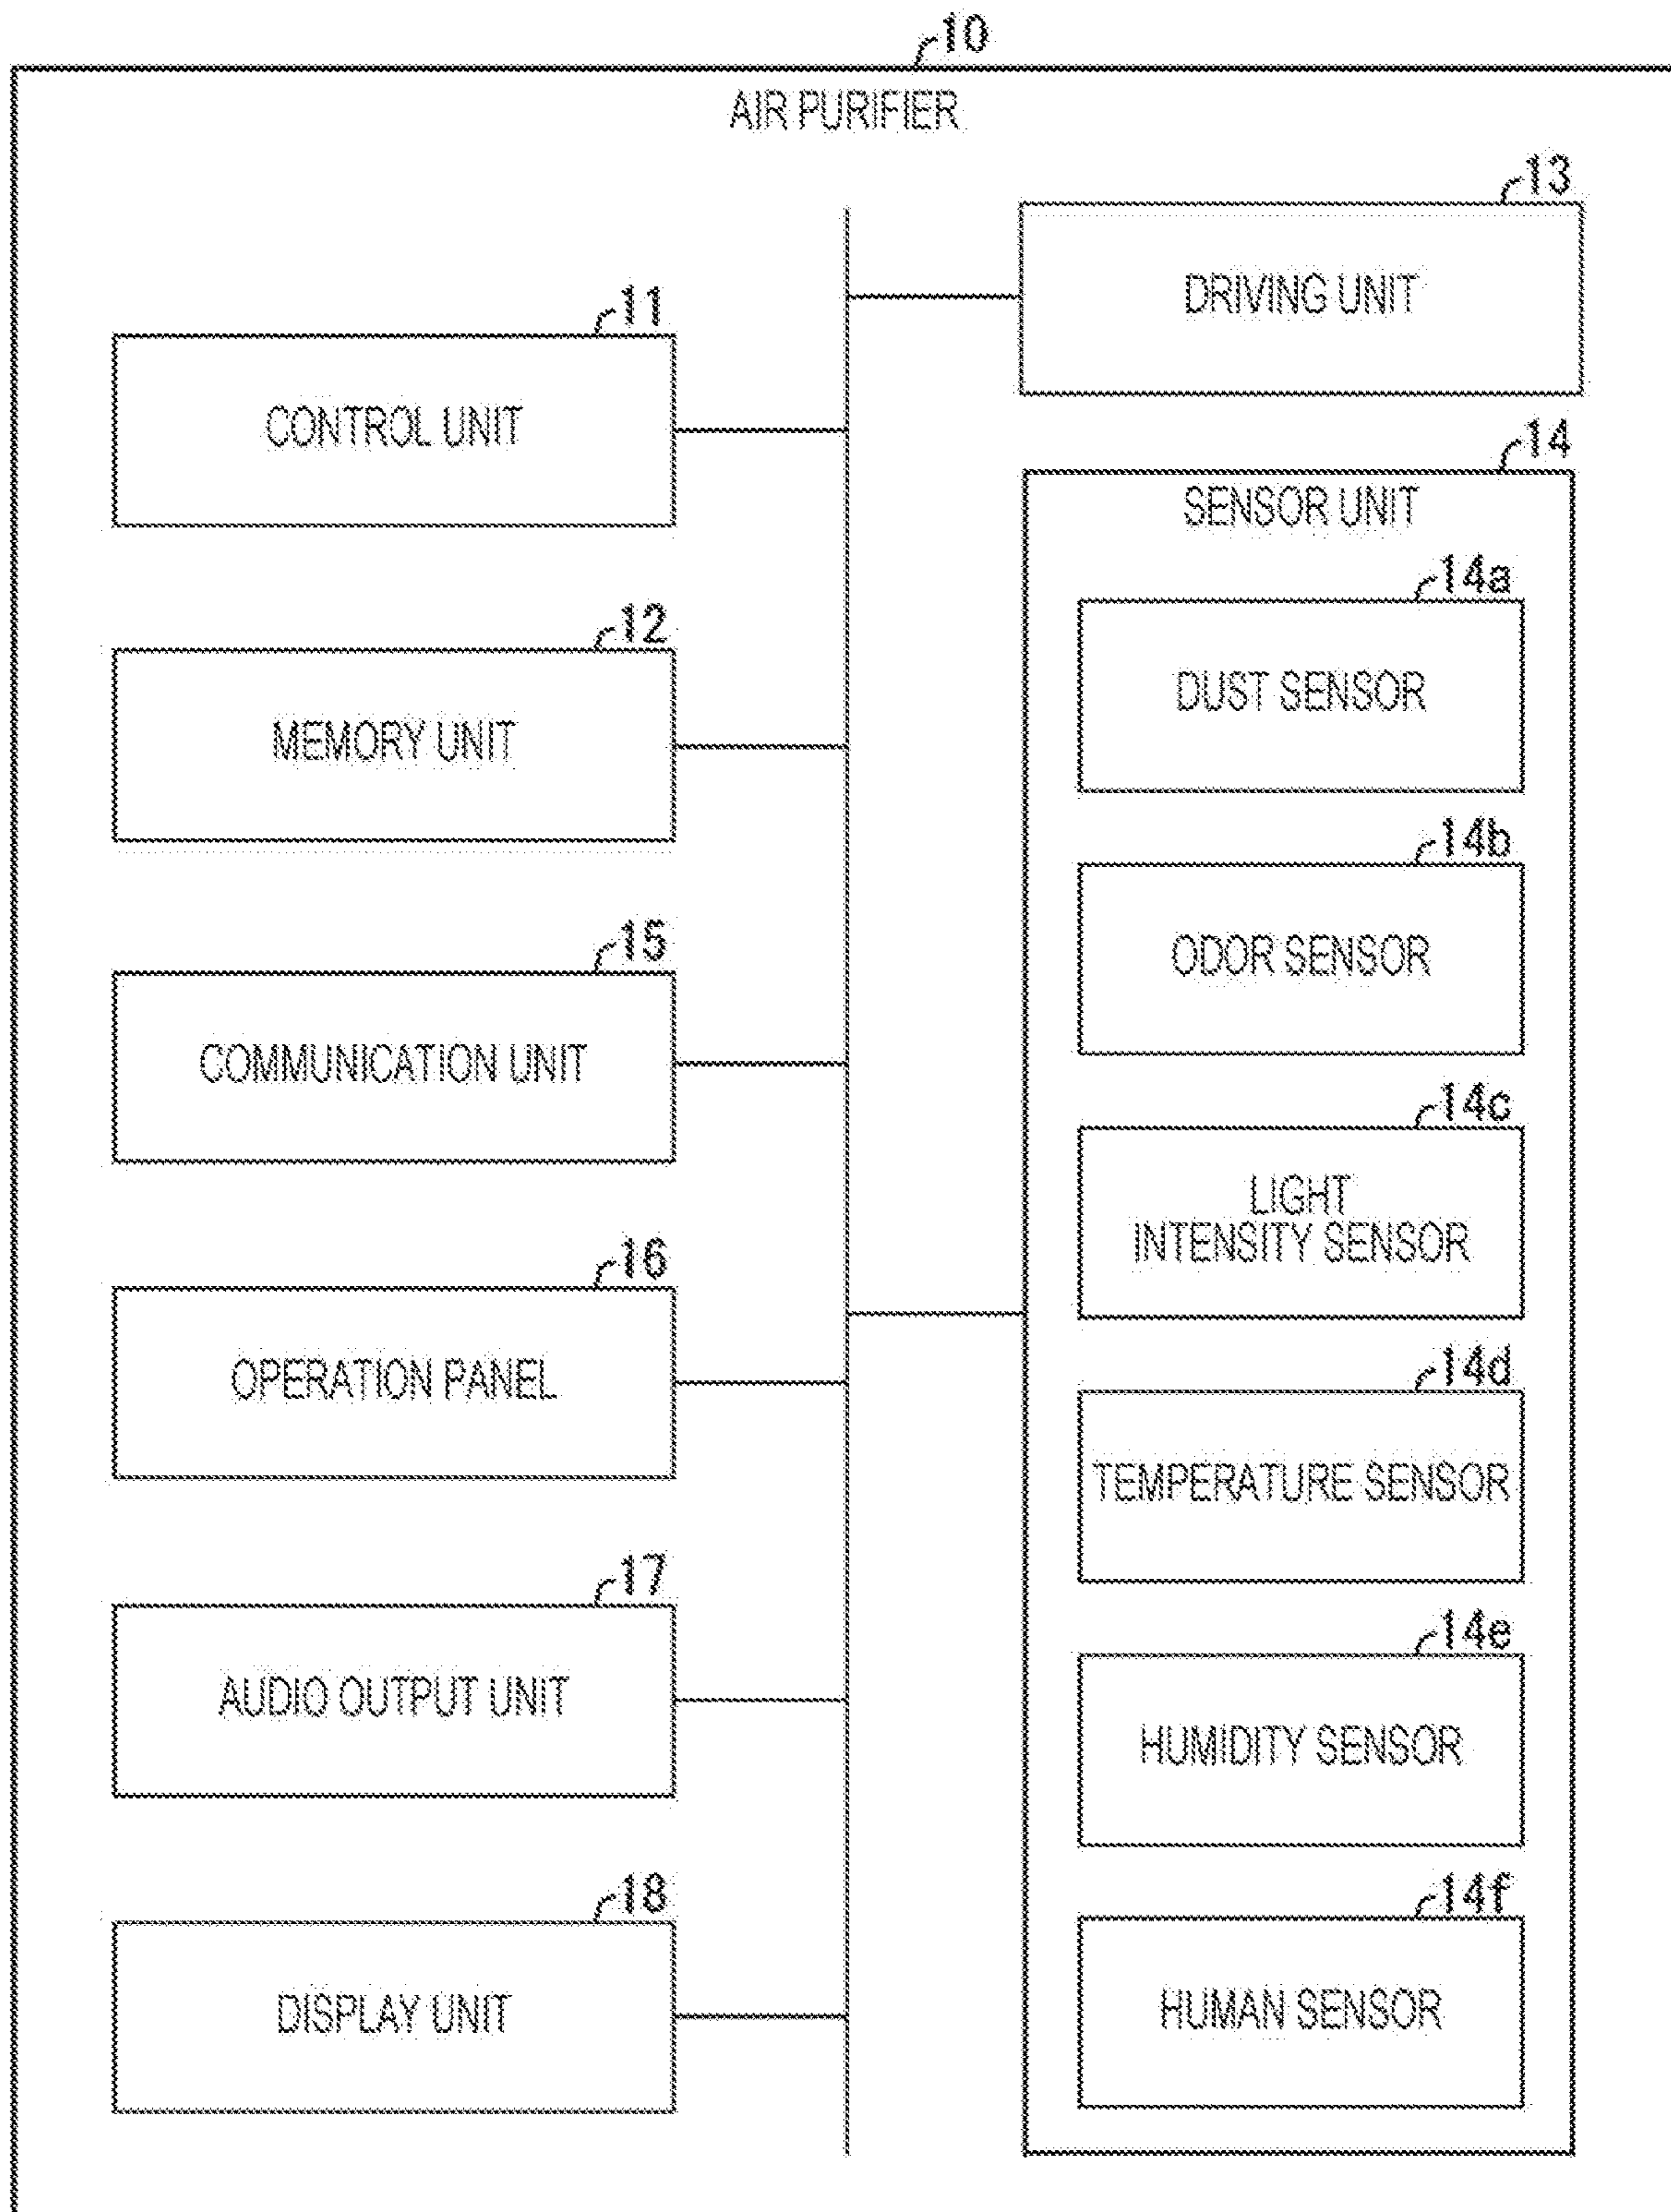 10
AIR PURIFIER
13
DRIVING UNIT
11
CONTROL UNIT
14
SENSOR UNIT
14a
DUST SENSOR
12
MEMORY UNIT
14b
ODOR SENSOR
15
COMMUNICATION UNIT
14c
LIGHT
INTENSITY SENSOR
16
OPERATION PANEL
14d
TEMPERATURE SENSOR
17
AUDIO OUTPUT UNIT
14e
HUMIDITY SENSOR
18
DISPLAY UNIT
14f
HUMAN SENSOR